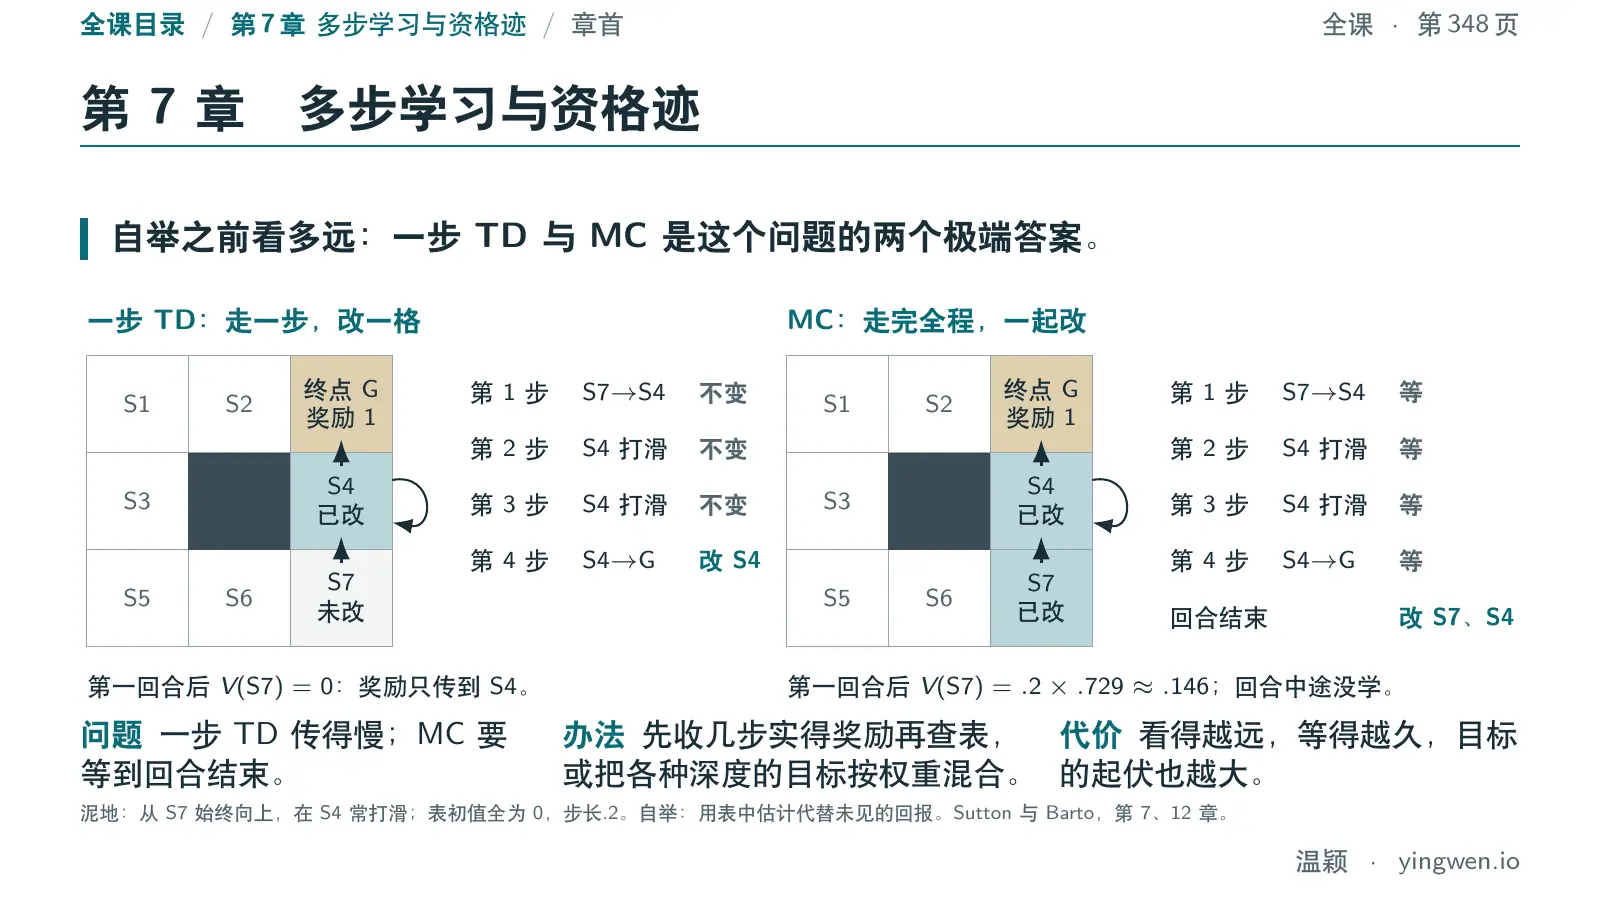 全课目录 / 第 7 章 多步学习与资格迹 / 章首
全课 · 第 348 页
第 7 章 多步学习与资格迹
自举之前看多远：一步 TD 与 MC 是这个问题的两个极端答案。
一步 TD：走一步，改一格
S1 S2 终点 G 奖励 1
S3 S4 已改
S5 S6 S7 未改
第 1 步 S7→S4 不变
第 2 步 S4 打滑 不变
第 3 步 S4 打滑 不变
第 4 步 S4→G 改 S4
第一回合后 V(S7) = 0：奖励只传到 S4。
MC：走完全程，一起改
S1 S2 终点 G 奖励 1
S3 S4 已改
S5 S6 S7 已改
第 1 步 S7→S4 等
第 2 步 S4 打滑 等
第 3 步 S4 打滑 等
第 4 步 S4→G 等
回合结束 改 S7、S4
第一回合后 V(S7) = .2 × .729 ≈ .146；回合中途没学。
问题 一步 TD 传得慢；MC 要
等到回合结束。
办法 先收几步实得奖励再查表，
或把各种深度的目标按权重混合。
代价 看得越远，等得越久，目标
的起伏也越大。
泥地：从 S7 始终向上，在 S4 常打滑；表初值全为 0，步长.2。自举：用表中估计代替未见的回报。Sutton 与 Barto，第 7、12 章。
温颖 · yingwen.io